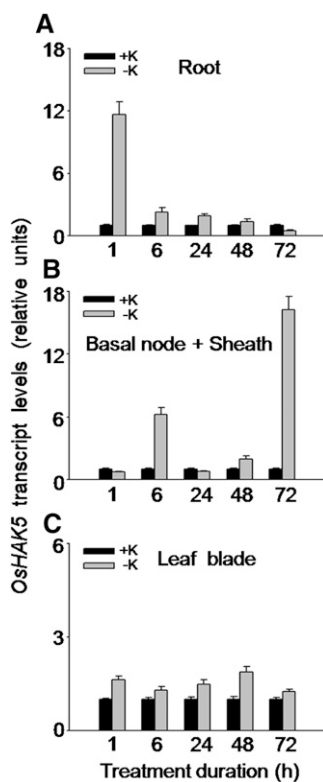 A
18
+K
-K
Root
12
6
0
1 6 24 48 72
B
18
+K
-K
Basal node + Sheath
12
6
0
1 6 24 48 72
C
6
+K
-K
Leaf blade
3
0
1 6 24 48 72
Treatment duration (h)
OsHAK5 transcript levels (relative units)